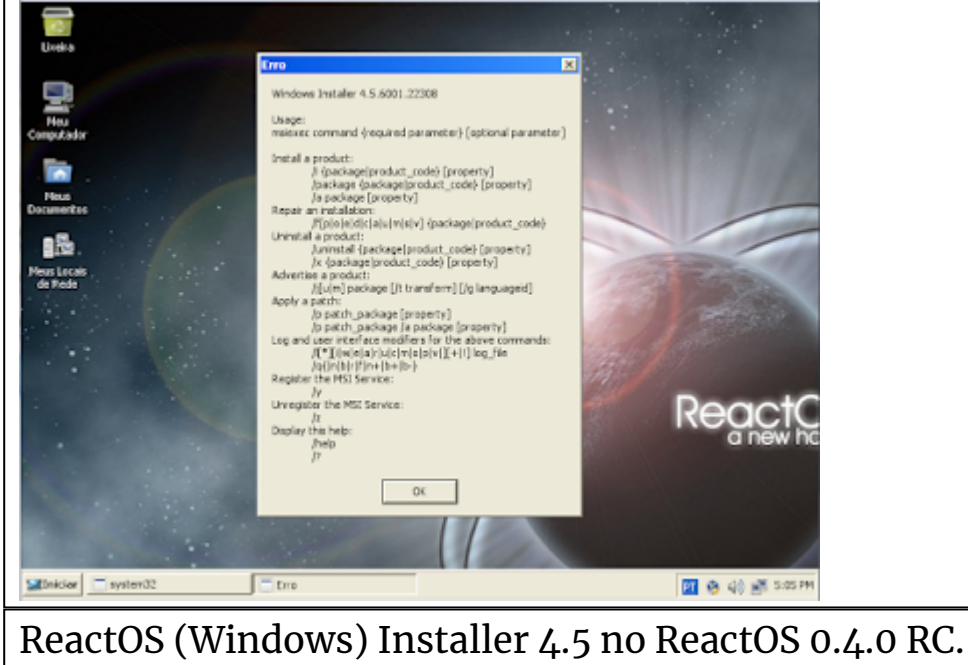 Lixeira
Meu
Computador
Meus
Documentos
Meus Locais
de Rede
Erro
Windows Installer 4.5.6001.22308
Usage:
msiexec command {required parameter} [optional parameter]
Install a product:
/i {package|product_code} [property]
/package {package|product_code} [property]
/a package [property]
Repair an installation:
/f[p|o|e|d|c|a|u|m|s|v] {package|product_code}
Uninstall a product:
/uninstall {package|product_code} [property]
/x {package|product_code} [property]
Advertise a product:
/j[u|m] package [/t transform] [/g languageid]
Apply a patch:
/p patch_package [property]
/p patch_package /a package [property]
Log and user interface modifiers for the above commands:
/l[*][i|w|e|a|r|u|c|m|o|p|v|][+|!] log_file
/q{|n|b|r|f|n+|b+|b-}
Register the MSI Service:
/y
Unregister the MSI Service:
/z
Display this help:
/help
/?
OK
ReactO
a new ho
Iniciar
system32
Erro
PT
5:05 PM
ReactOS (Windows) Installer 4.5 no ReactOS 0.4.0 RC.